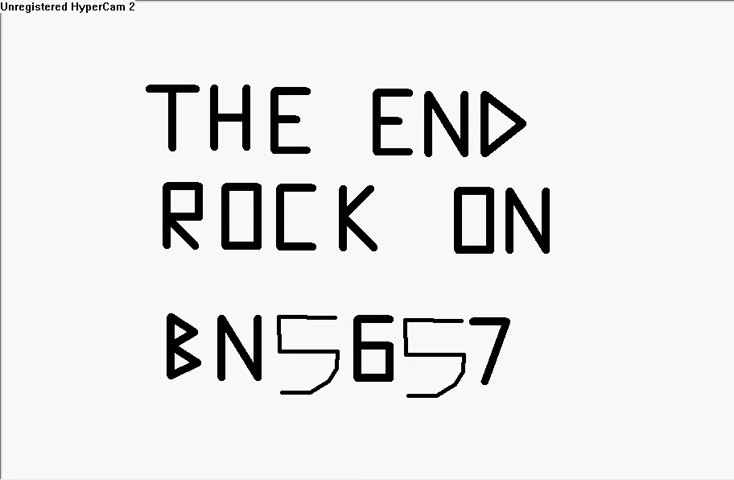 Unregistered HyperCam 2
THE END
ROCK ON
BN5657